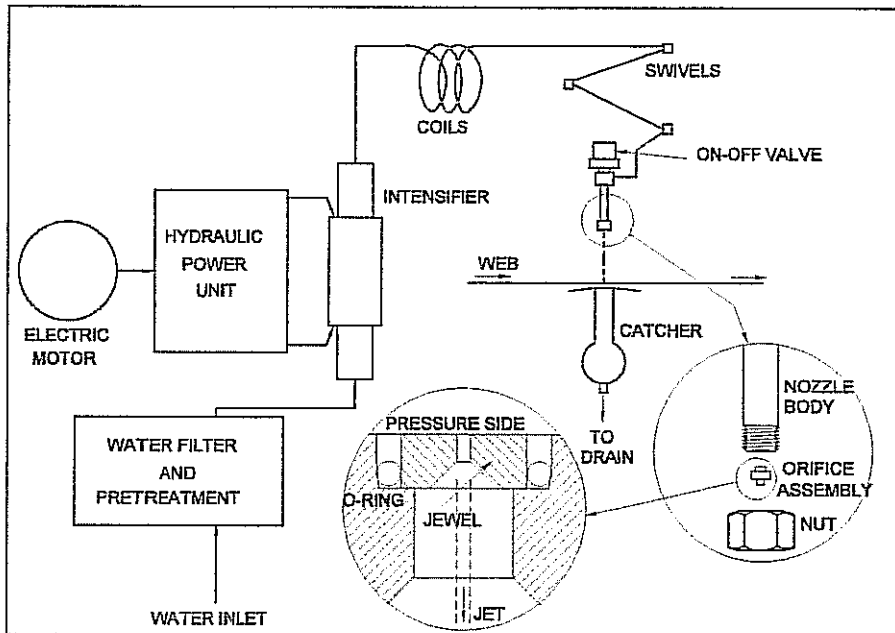 SWIVELS
COILS
ON-OFF VALVE
INTENSIFIER
HYDRAULIC
POWER
UNIT
WEB
ELECTRIC
MOTOR
CATCHER
NOZZLE
BODY
PRESSURE SIDE
TO
DRAIN
WATER FILTER
AND
PRETREATMENT
ORIFICE
ASSEMBLY
O-RING
JEWEL
NUT
WATER INLET
JET